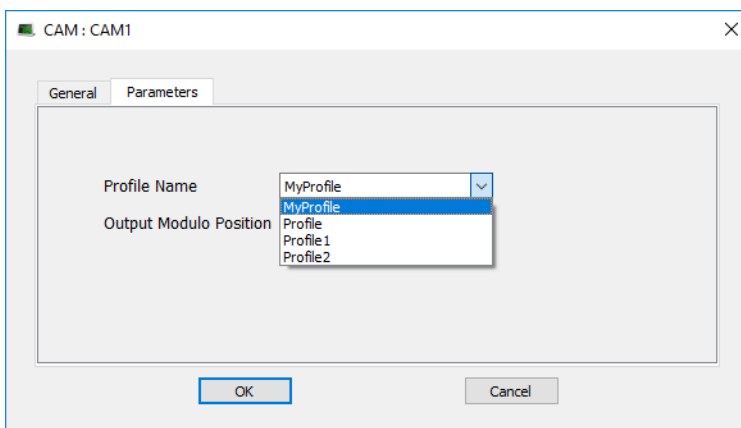 CAM : CAM1
General Parameters
Profile Name MyProfile
MyProfile
Output Modulo Position Profile
Profile1
Profile2
OK Cancel